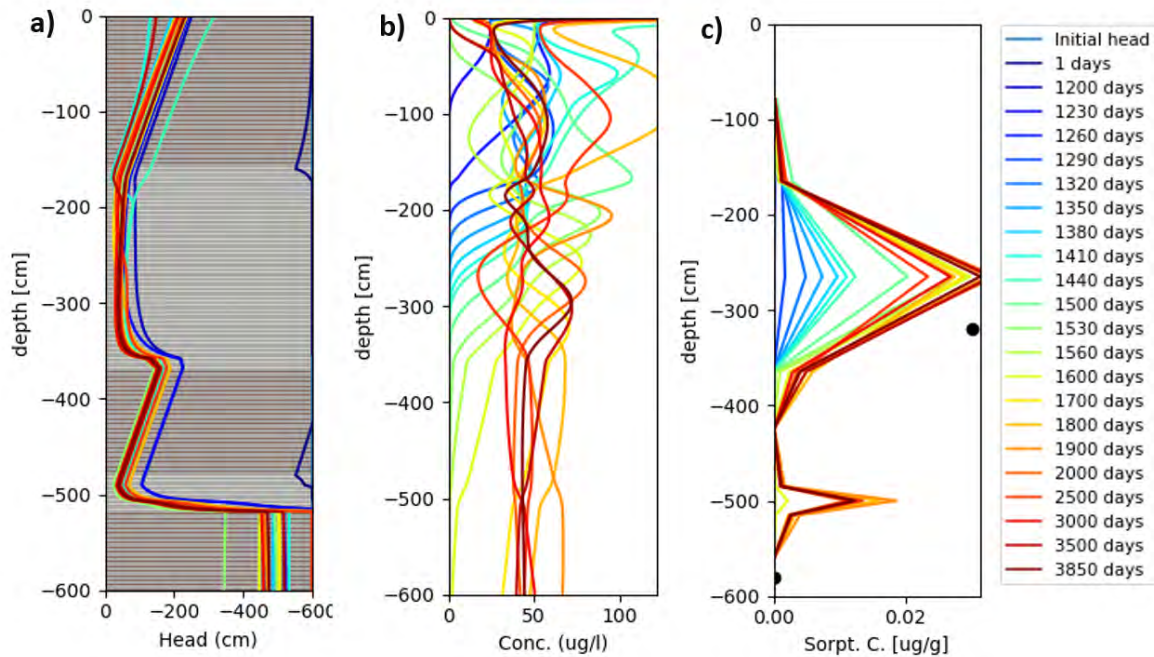 a)
0
−100
−200
−300
−400
−500
−600
depth [cm]
0
−200
−400
−600
Head (cm)
b)
0
−100
−200
−300
−400
−500
−600
depth [cm]
0
50
100
Conc. (ug/l)
c)
0
−100
−200
−300
−400
−500
−600
depth [cm]
0.00
0.02
Sorpt. C. [ug/g]
Initial head
1 days
1200 days
1230 days
1260 days
1290 days
1320 days
1350 days
1380 days
1410 days
1440 days
1500 days
1530 days
1560 days
1600 days
1700 days
1800 days
1900 days
2000 days
2500 days
3000 days
3500 days
3850 days